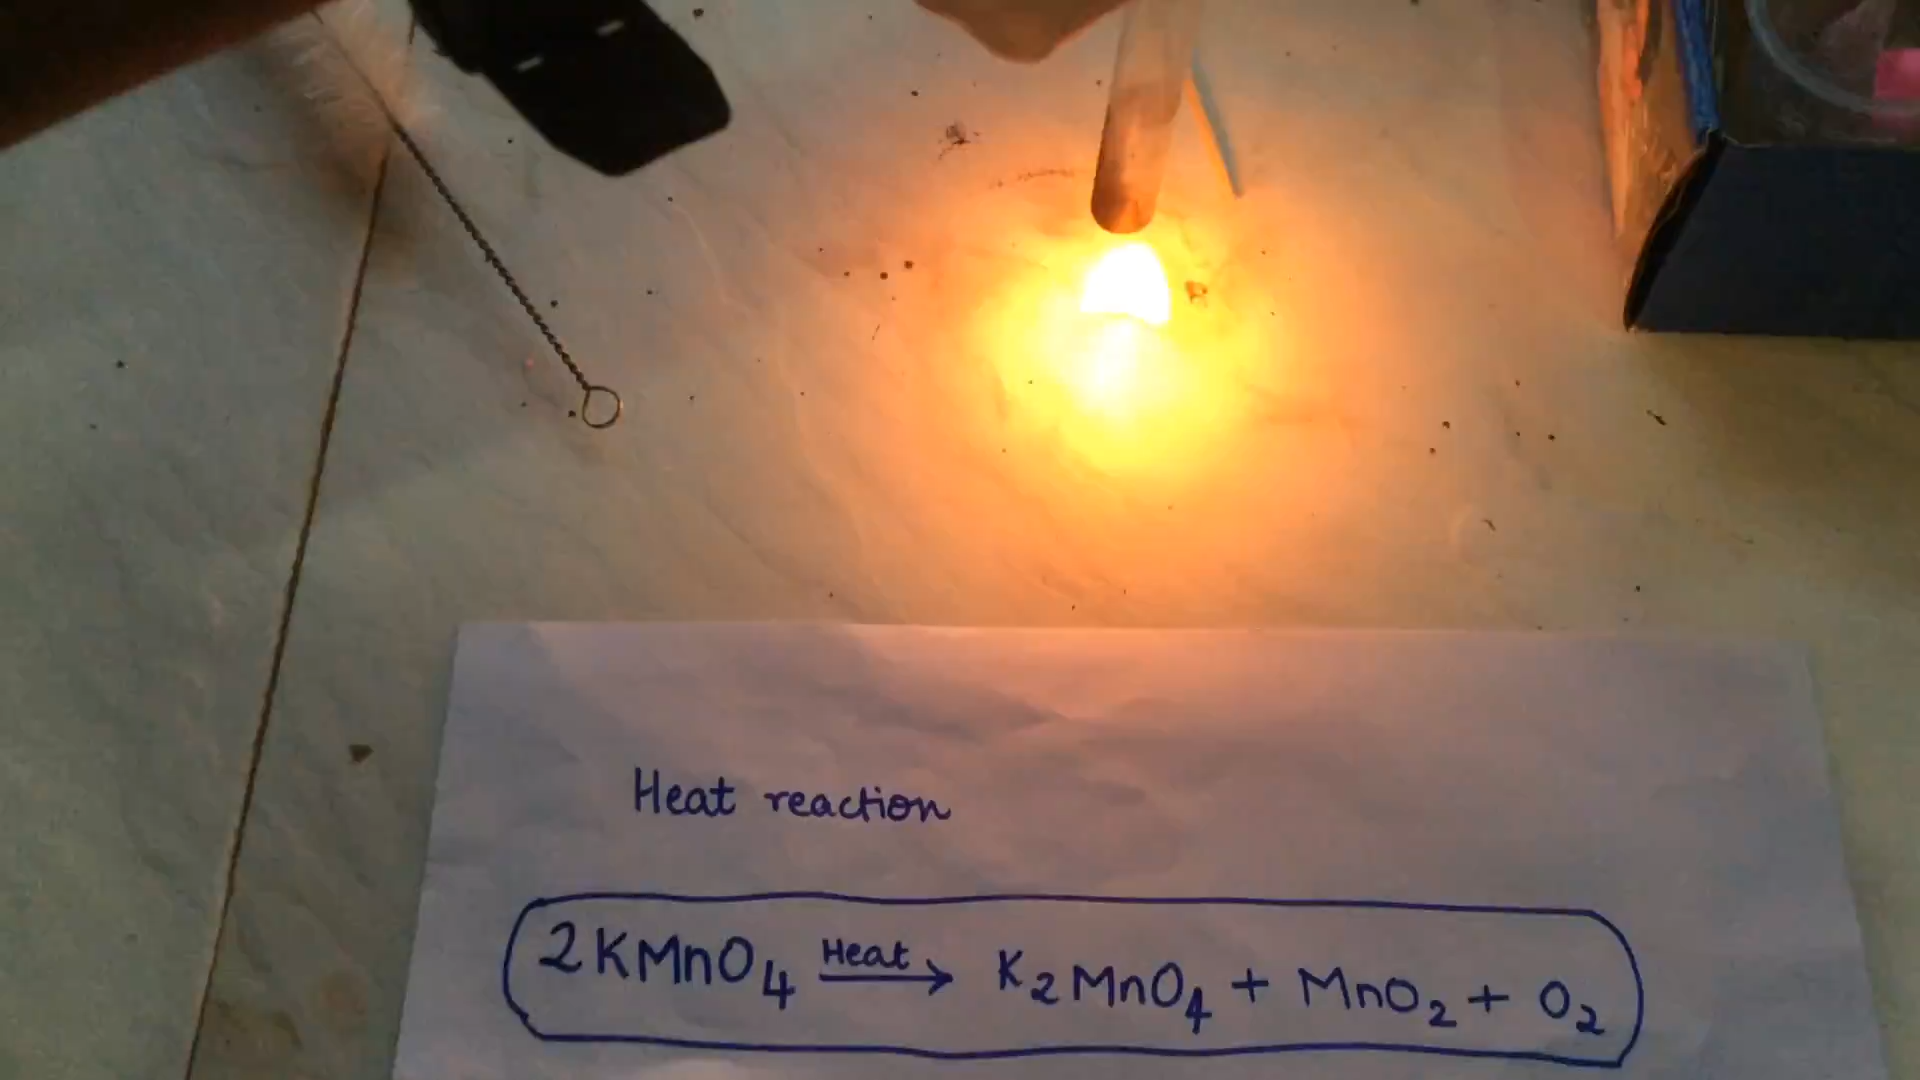 Heat reaction
2KMnO₄ Heat → K₂MnO₄ + MnO₂ + O₂